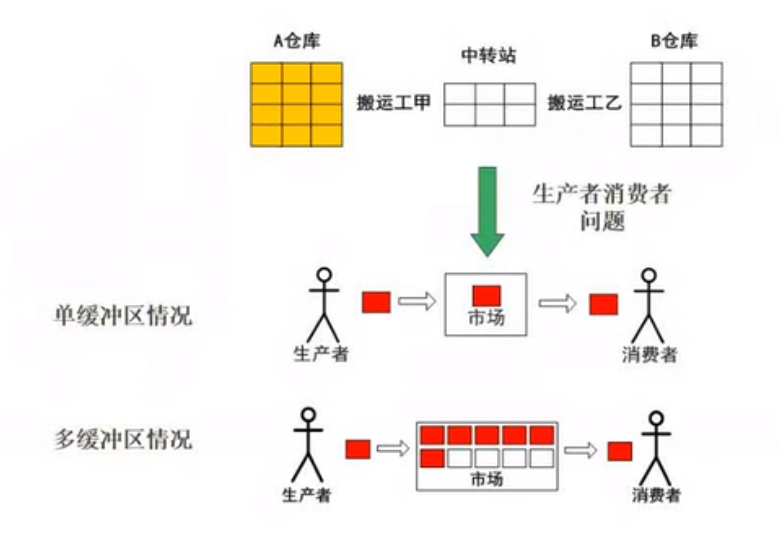 A仓库
中转站
B仓库
搬运工甲
搬运工乙
生产者消费者
问题
单缓冲区情况
市场
生产者
消费者
多缓冲区情况
市场
生产者
消费者